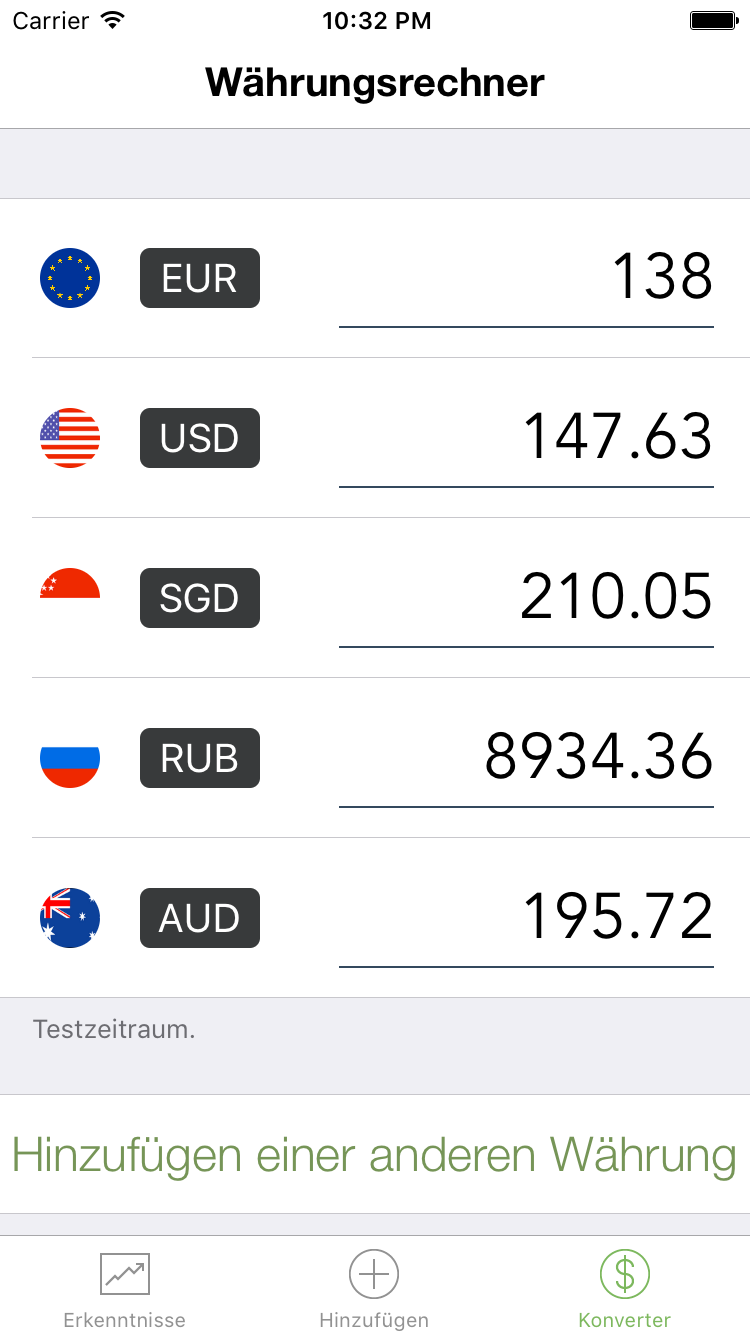 Carrier 10:32 PM
Währungsrechner
EUR 138
USD 147.63
SGD 210.05
RUB 8934.36
AUD 195.72
Testzeitraum.
Hinzufügen einer anderen Währung
Erkenntnisse Hinzufügen Konverter